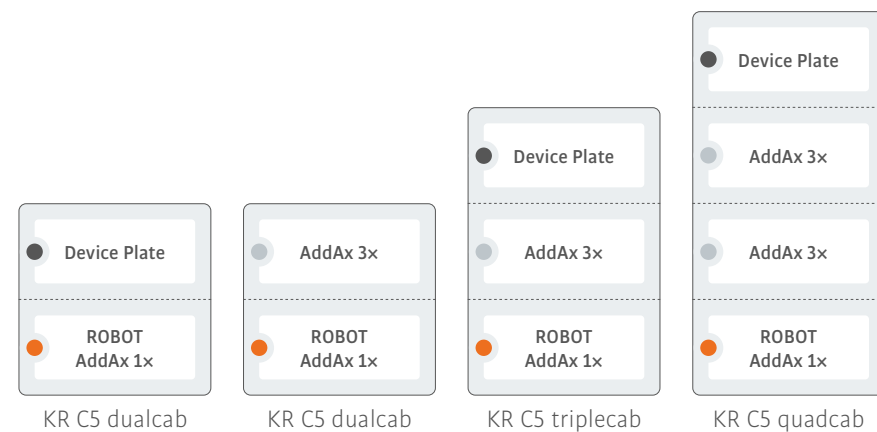 Device Plate
ROBOT
AddAx 1×
KR C5 dualcab
AddAx 3×
ROBOT
AddAx 1×
KR C5 dualcab
Device Plate
AddAx 3×
ROBOT
AddAx 1×
KR C5 triplecab
Device Plate
AddAx 3×
AddAx 3×
ROBOT
AddAx 1×
KR C5 quadcab